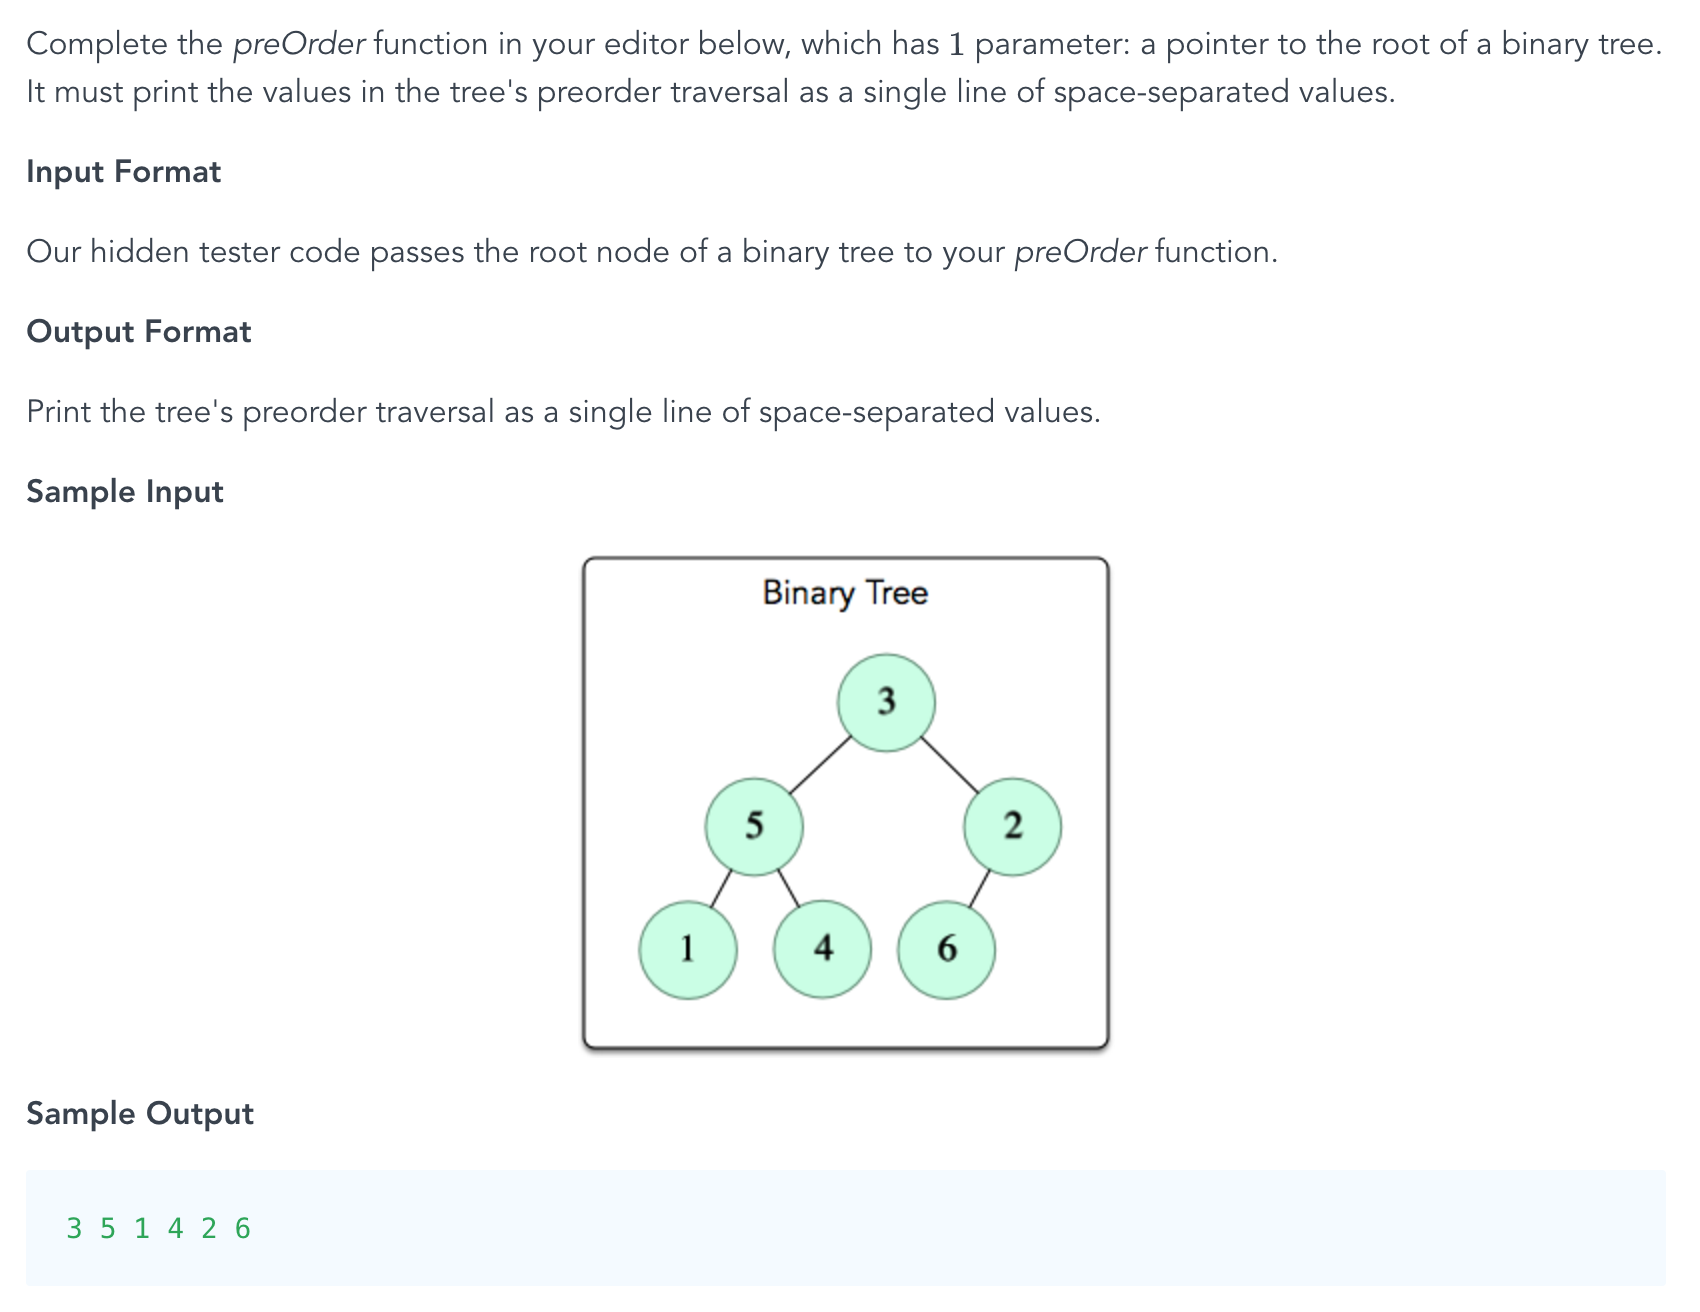 Complete the preOrder function in your editor below, which has 1 parameter: a pointer to the root of a binary tree.
It must print the values in the tree's preorder traversal as a single line of space-separated values.
Input Format
Our hidden tester code passes the root node of a binary tree to your preOrder function.
Output Format
Print the tree's preorder traversal as a single line of space-separated values.
Sample Input
Binary Tree
3
5 2
1 4 6
Sample Output
3 5 1 4 2 6